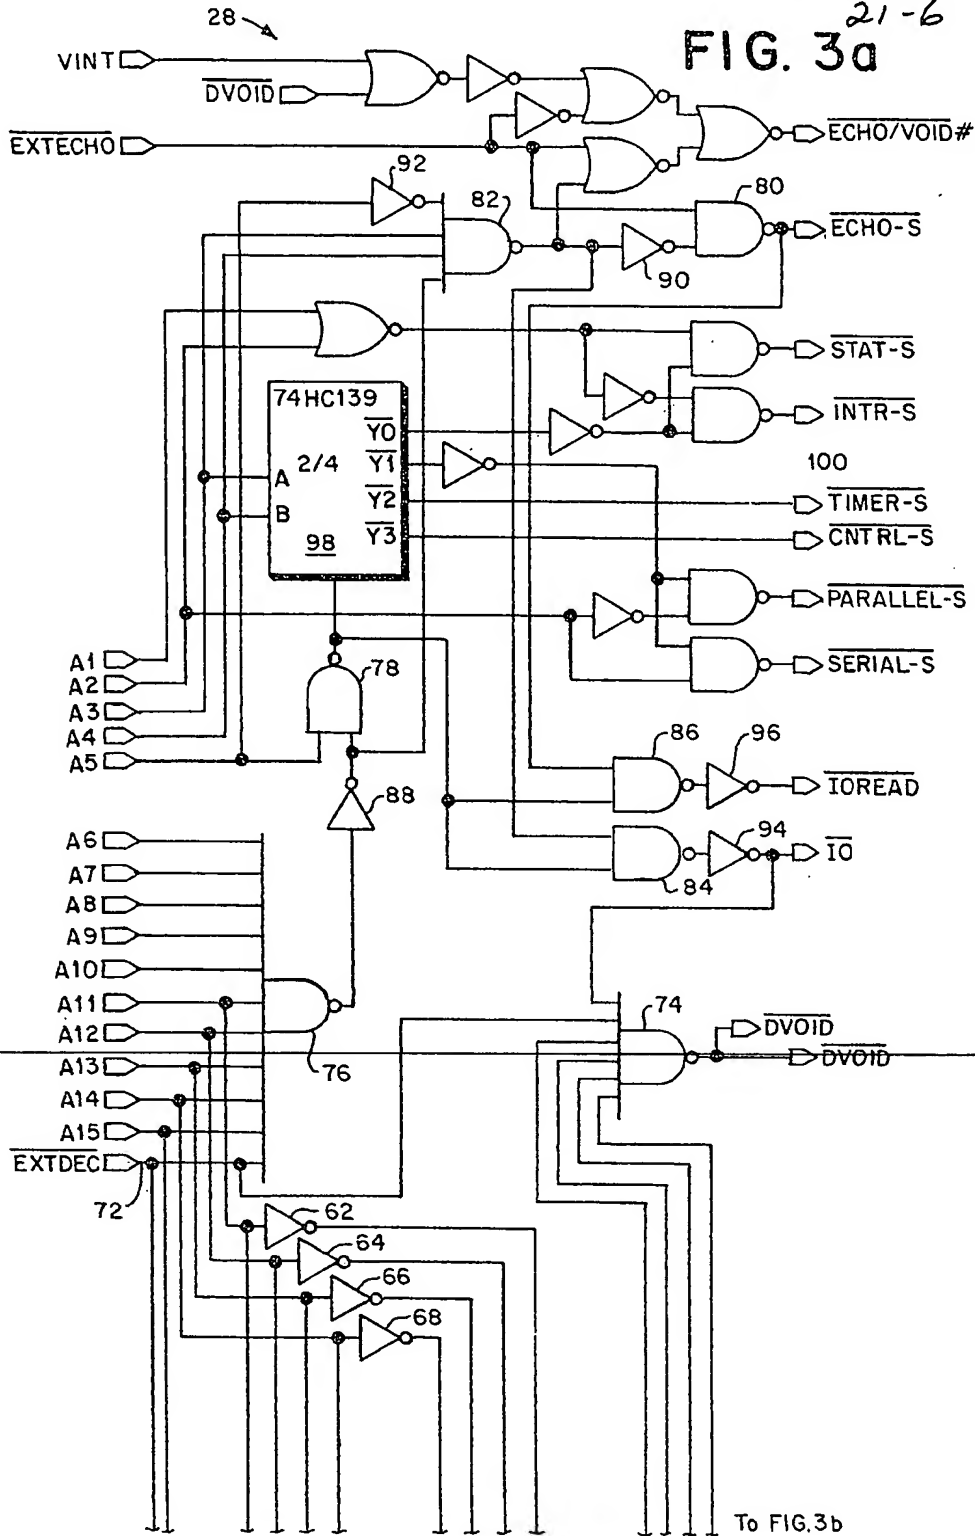 21-6
28
FIG. 3a
VINT
DVOID
EXTECHO
ECHO/VOID#
92
82
80
ECHO-S
90
STAT-S
74HC139
Y0
INTR-S
2/4
Y1
100
A
Y2
TIMER-S
B
Y3
CNTRL-S
98
PARALLEL-S
A1
78
SERIAL-S
A2
A3
A4
86
96
A5
88
IOREAD
A6
94
A7
IO
84
A8
A9
A10
A11
74
A12
DVOID
A13
76
DVOID
A14
A15
EXTDEC
72
62
64
66
68
To FIG.3b